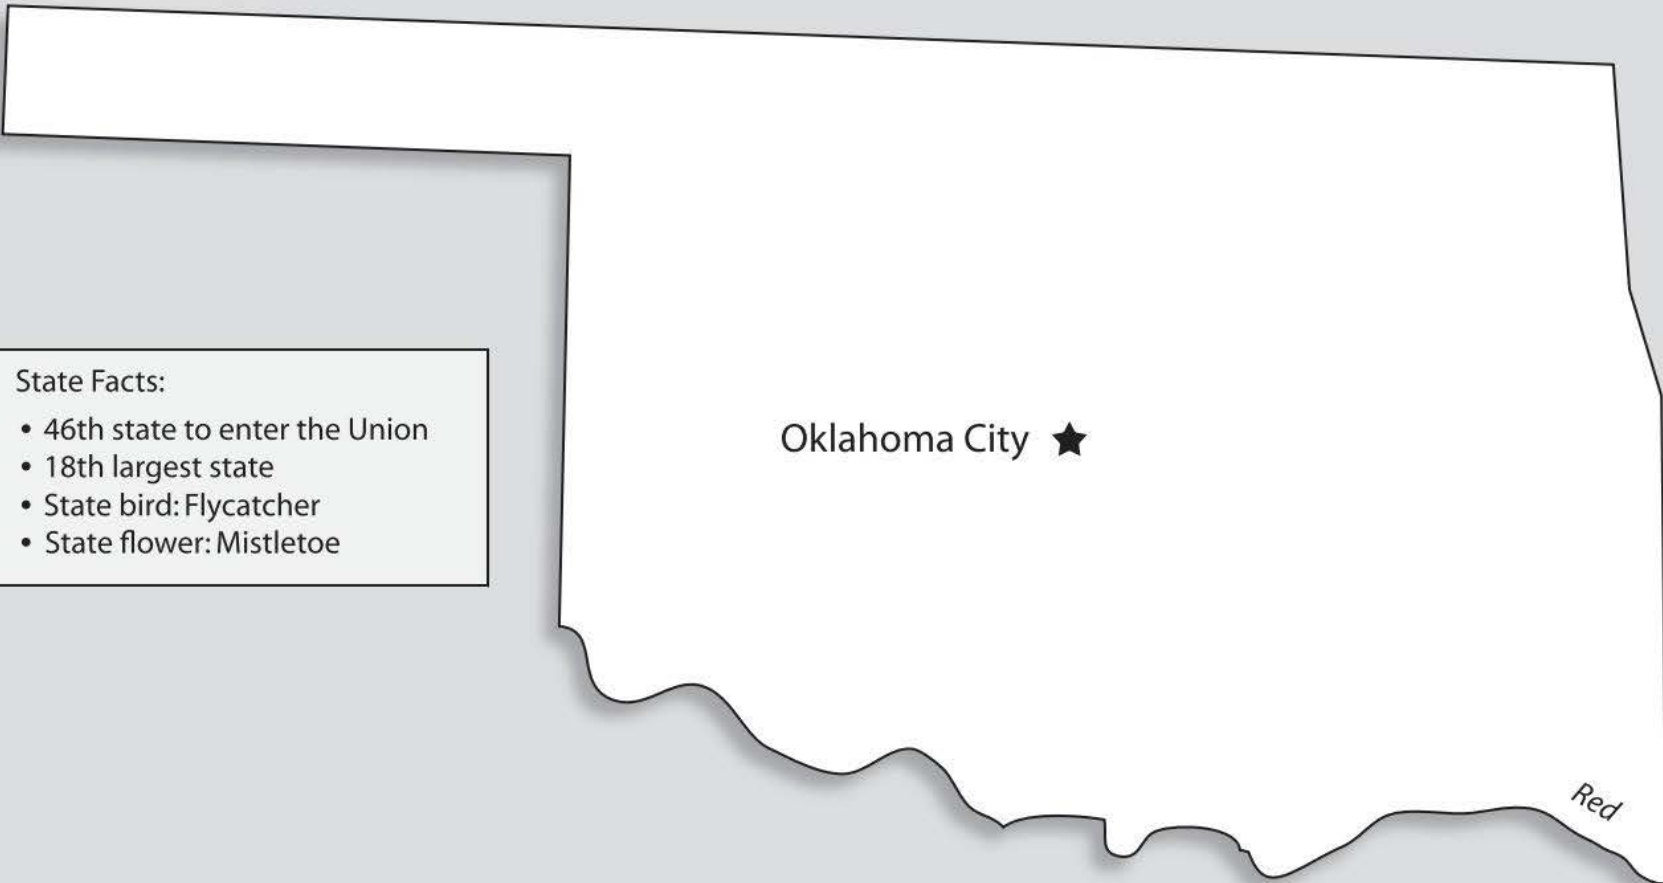 State Facts:
• 46th state to enter the Union
• 18th largest state
• State bird: Flycatcher
• State flower: Mistletoe
Oklahoma City
Red